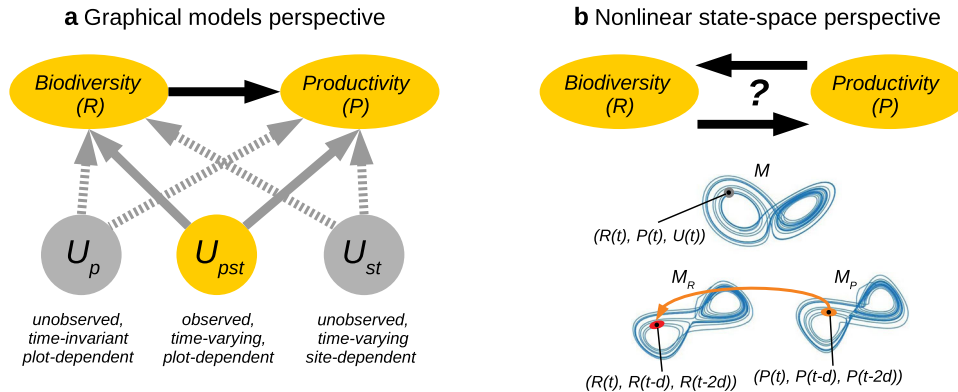 a Graphical models perspective
Biodiversity
(R)
Productivity
(P)
U_p
U_pst
U_st
unobserved,
time-invariant
plot-dependent
observed,
time-varying,
plot-dependent
unobserved,
time-varying
site-dependent
b Nonlinear state-space perspective
Biodiversity
(R)
?
Productivity
(P)
M
(R(t), P(t), U(t))
M_R
M_P
(R(t), R(t-d), R(t-2d))
(P(t), P(t-d), P(t-2d))